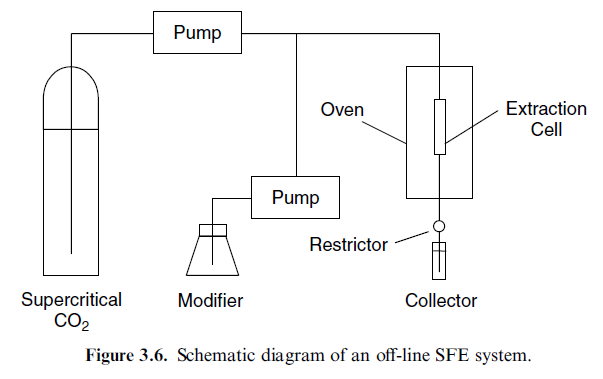 Pump
Oven
Extraction
Cell
Pump
Restrictor
Supercritical
CO₂
Modifier
Collector
Figure 3.6. Schematic diagram of an off-line SFE system.